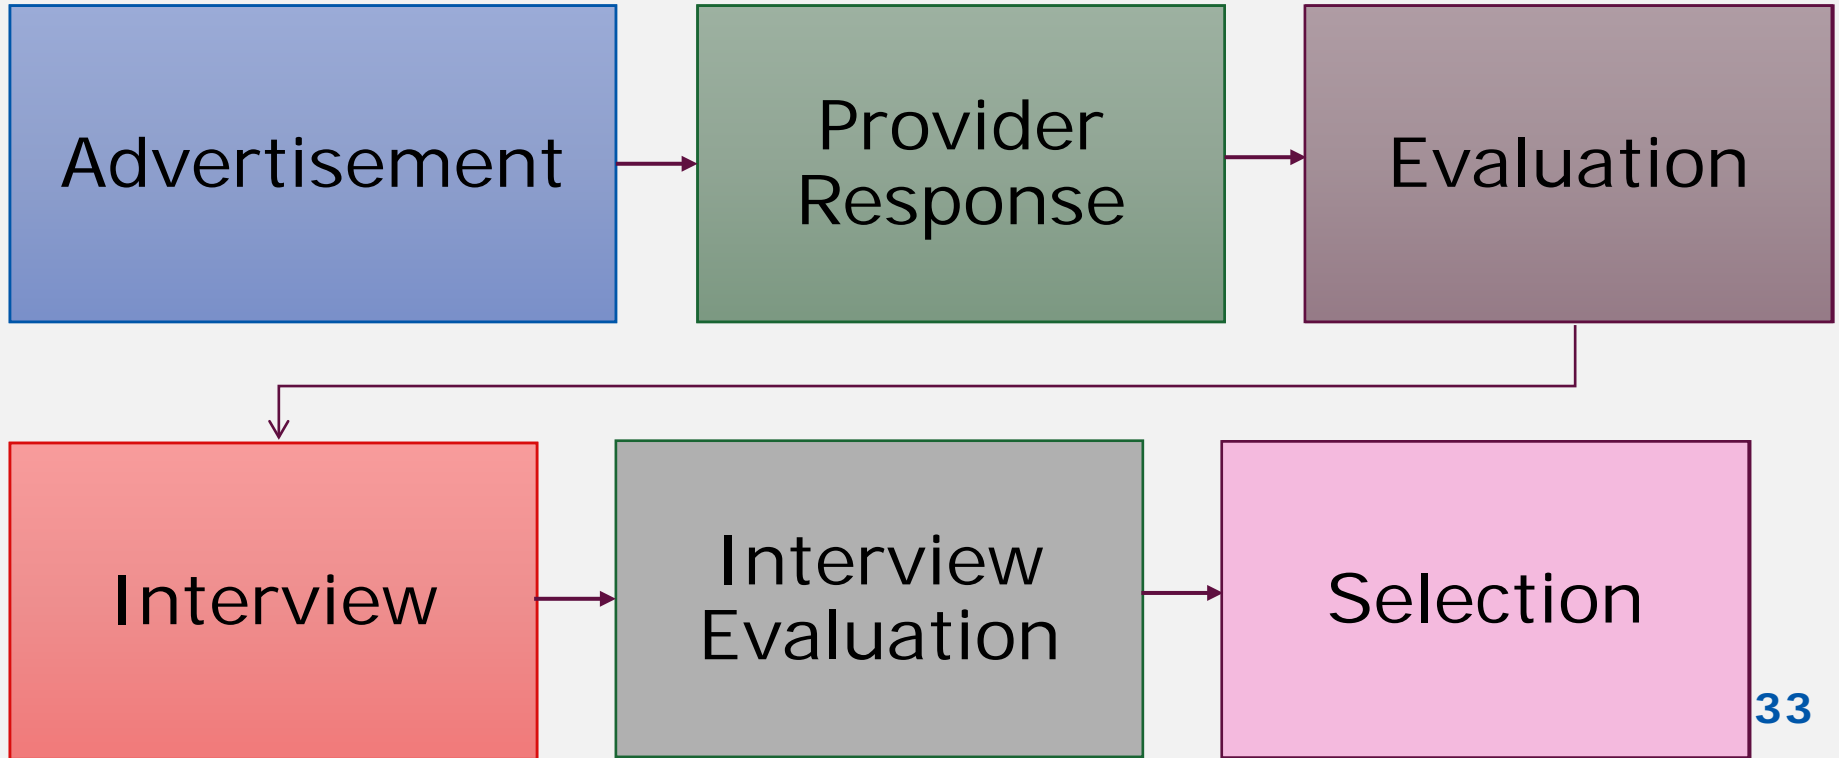 Advertisement
Provider
Response
Evaluation
Interview
Interview
Evaluation
Selection
33